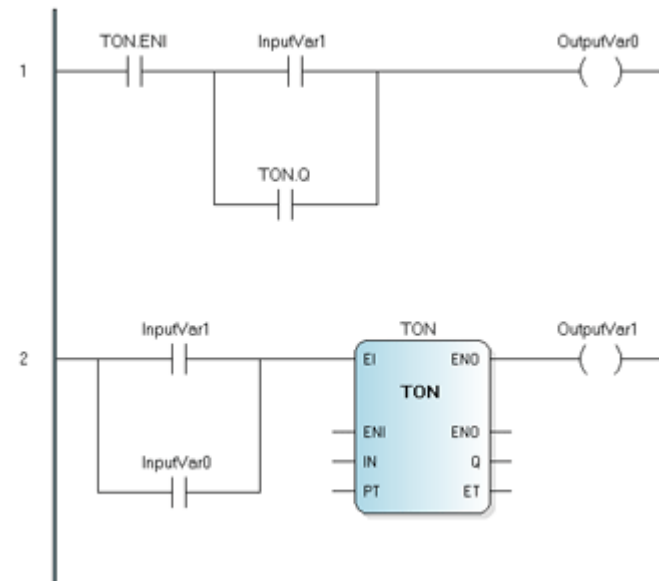 TON.ENI InputVar1 OutputVar0
1
TON.Q
InputVar1 TON OutputVar1
2 EI ENO
TON
ENI ENO
InputVar0 IN Q
PT ET